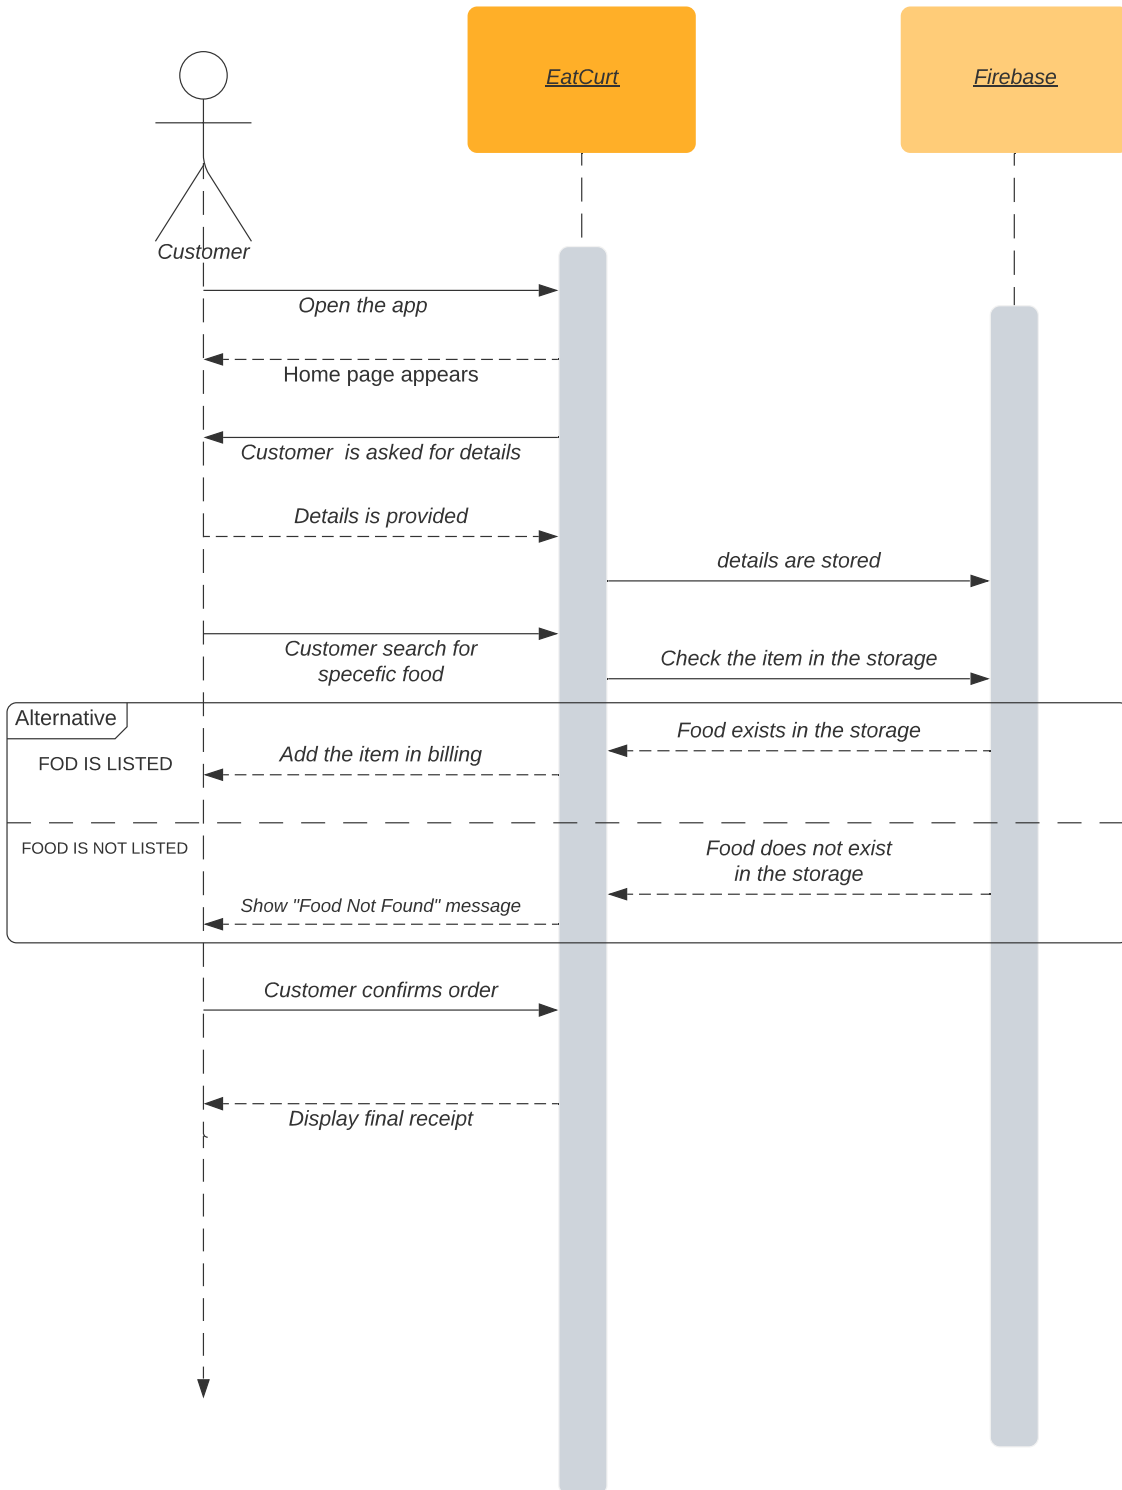 EatCurt
Firebase
Customer
Open the app
Home page appears
Customer  is asked for details
Details is provided
details are stored
Customer search for
specefic food
Check the item in the storage
Alternative
Food exists in the storage
Add the item in billing
FOD IS LISTED
FOOD IS NOT LISTED
Food does not exist
in the storage
Show "Food Not Found" message
Customer confirms order
Display final receipt